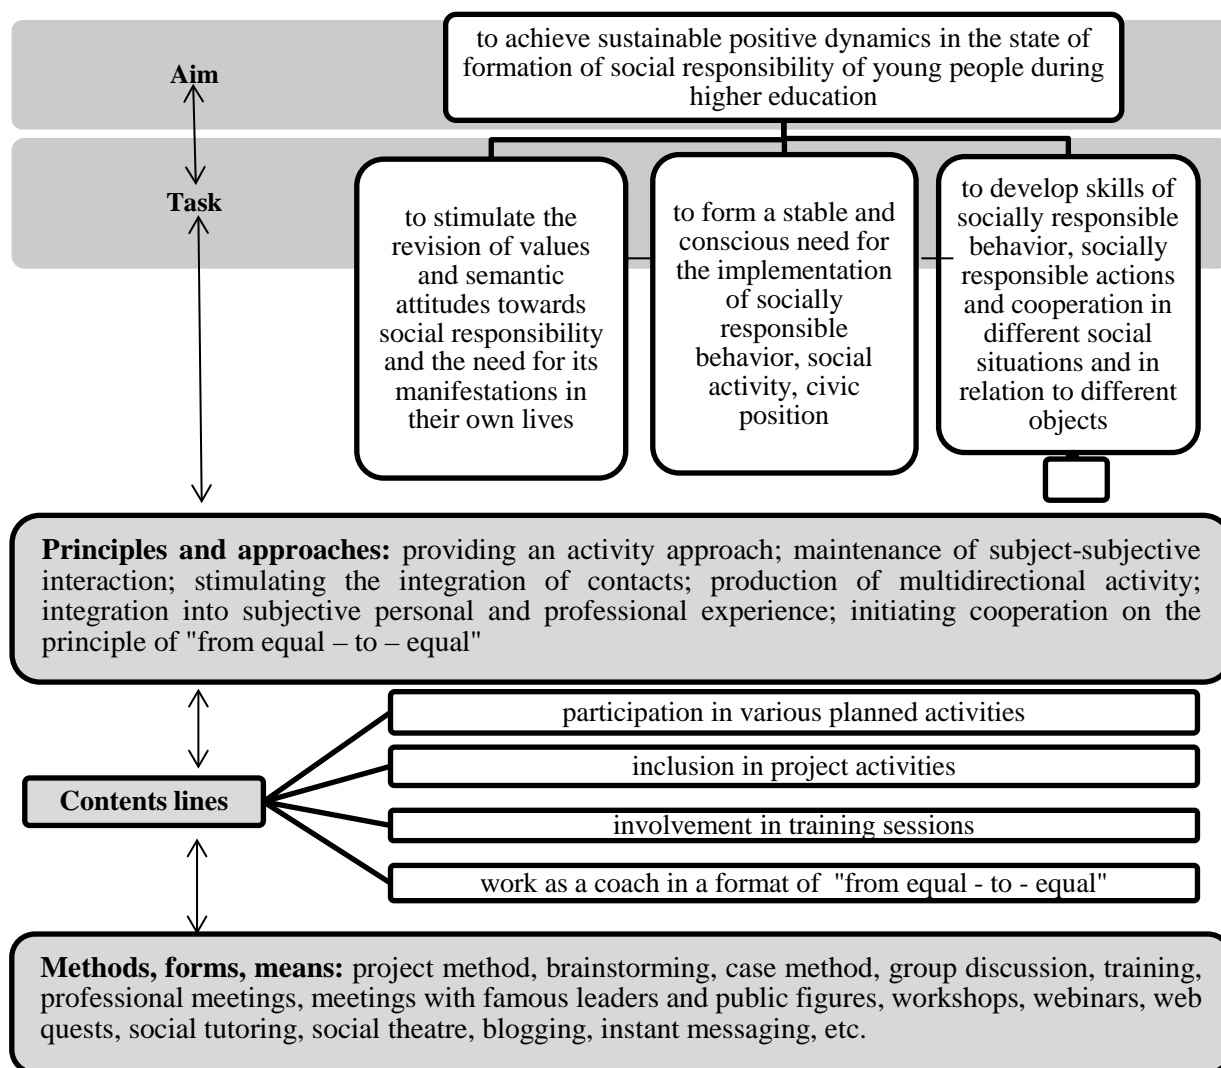 Aim
to achieve sustainable positive dynamics in the state of
formation of social responsibility of young people during
higher education
Task
to stimulate the
revision of values
and semantic
attitudes towards
social responsibility
and the need for its
manifestations in
their own lives
to form a stable and
conscious need for
the implementation
of socially
responsible
behavior, social
activity, civic
position
to develop skills of
socially responsible
behavior, socially
responsible actions
and cooperation in
different social
situations and in
relation to different
objects
Principles and approaches: providing an activity approach; maintenance of subject-subjective
interaction; stimulating the integration of contacts; production of multidirectional activity;
integration into subjective personal and professional experience; initiating cooperation on the
principle of "from equal – to – equal"
Contents lines
participation in various planned activities
inclusion in project activities
involvement in training sessions
work as a coach in a format of "from equal - to - equal"
Methods, forms, means: project method, brainstorming, case method, group discussion, training,
professional meetings, meetings with famous leaders and public figures, workshops, webinars, web
quests, social tutoring, social theatre, blogging, instant messaging, etc.